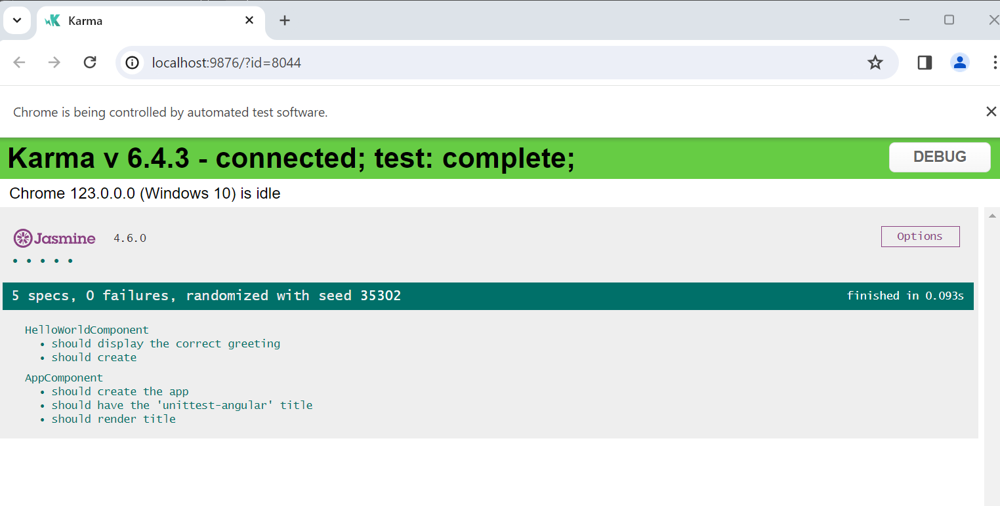 Karma
localhost:9876/?id=8044
Chrome is being controlled by automated test software.
Karma v 6.4.3 - connected; test: complete;
DEBUG
Chrome 123.0.0.0 (Windows 10) is idle
Jasmine 4.6.0
Options
• • • • •
5 specs, 0 failures, randomized with seed 35302
finished in 0.093s
HelloWorldComponent
• should display the correct greeting
• should create
AppComponent
• should create the app
• should have the 'unittest-angular' title
• should render title